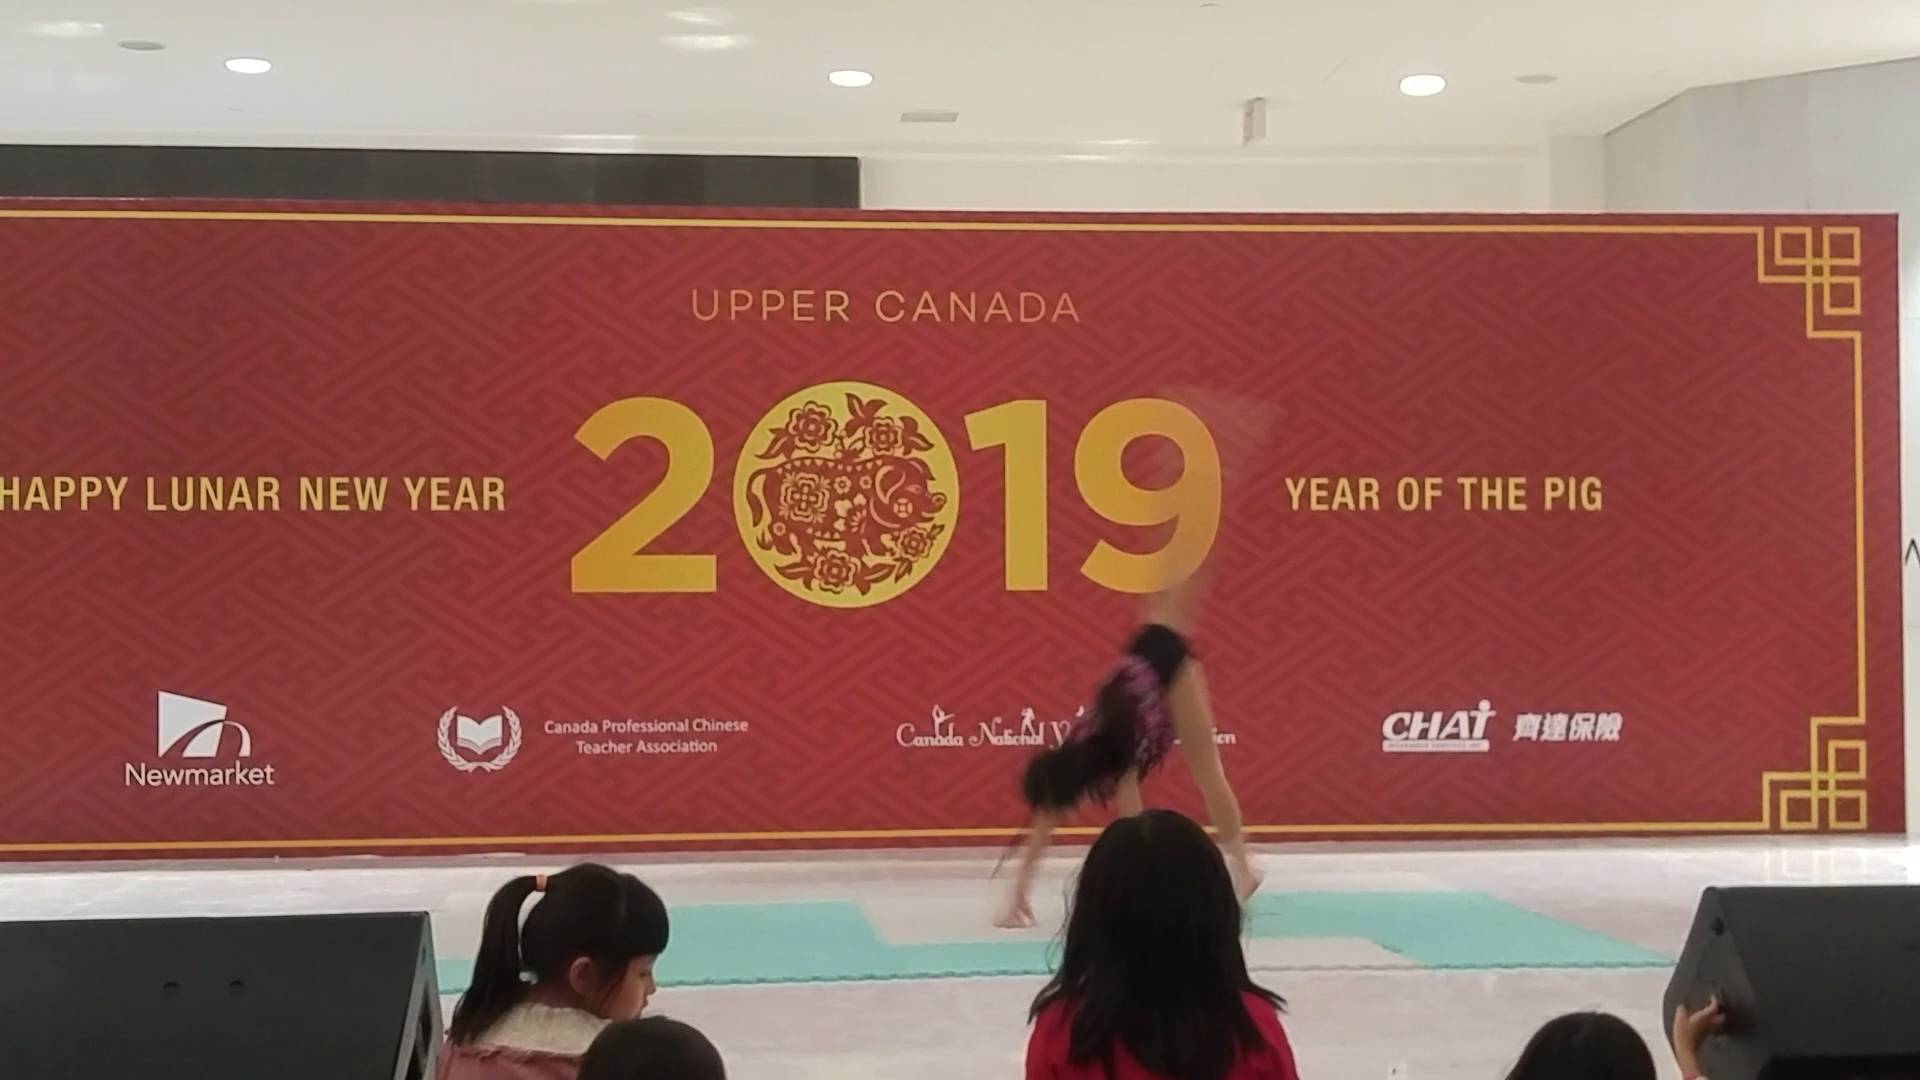 UPPER CANADA
HAPPY LUNAR NEW YEAR
2019
YEAR OF THE PIG
Newmarket
Canada Professional Chinese
Teacher Association
Canada National
CHAT 齊達保險